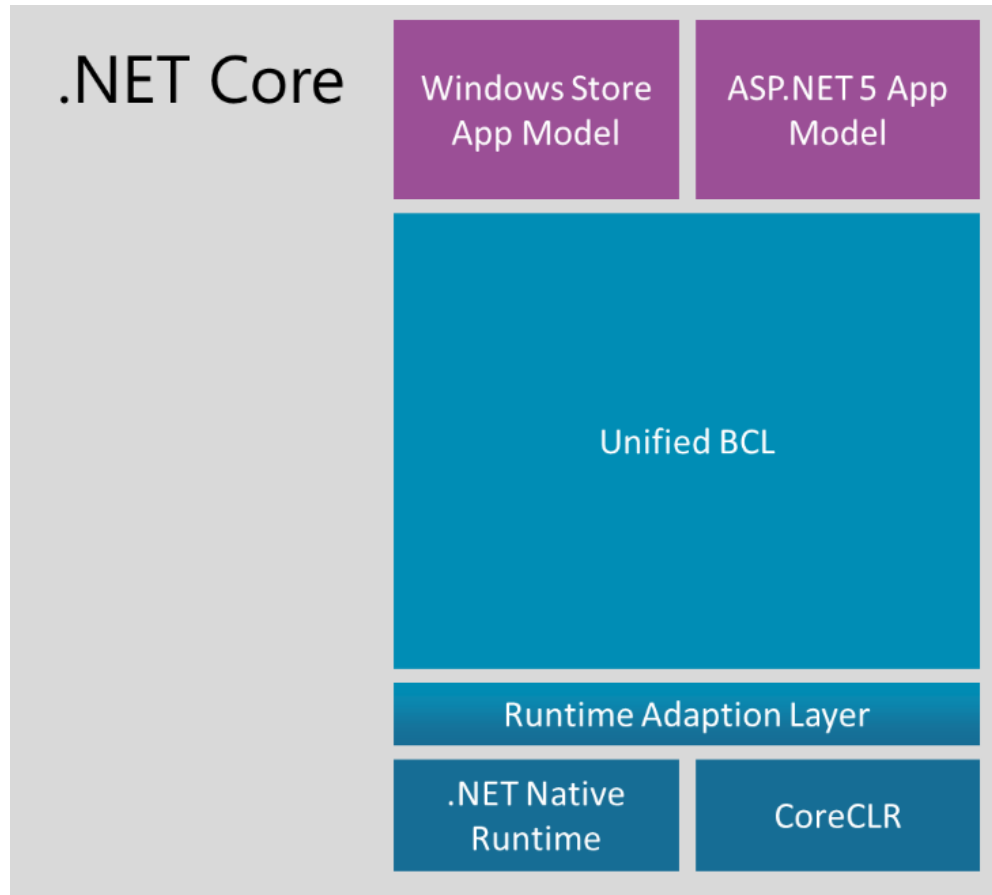 .NET Core
Windows Store
App Model
ASP.NET 5 App
Model
Unified BCL
Runtime Adaption Layer
.NET Native
Runtime
CoreCLR